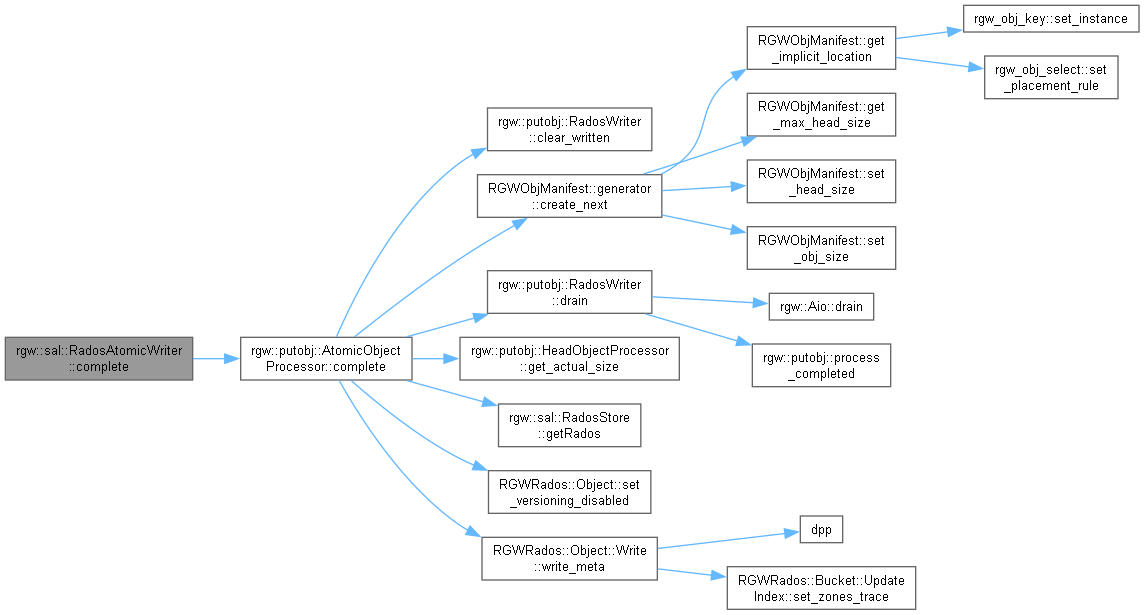 rgw::sal::RadosAtomicWriter
::complete
rgw::putobj::AtomicObject
Processor::complete
rgw::putobj::RadosWriter
::clear_written
RGWObjManifest::generator
::create_next
RGWObjManifest::get
_implicit_location
rgw_obj_key::set_instance
rgw_obj_select::set
_placement_rule
RGWObjManifest::get
_max_head_size
RGWObjManifest::set
_head_size
RGWObjManifest::set
_obj_size
rgw::putobj::RadosWriter
::drain
rgw::Aio::drain
rgw::putobj::process
_completed
rgw::putobj::HeadObjectProcessor
::get_actual_size
rgw::sal::RadosStore
::getRados
RGWRados::Object::set
_versioning_disabled
RGWRados::Object::Write
::write_meta
dpp
RGWRados::Bucket::Update
Index::set_zones_trace